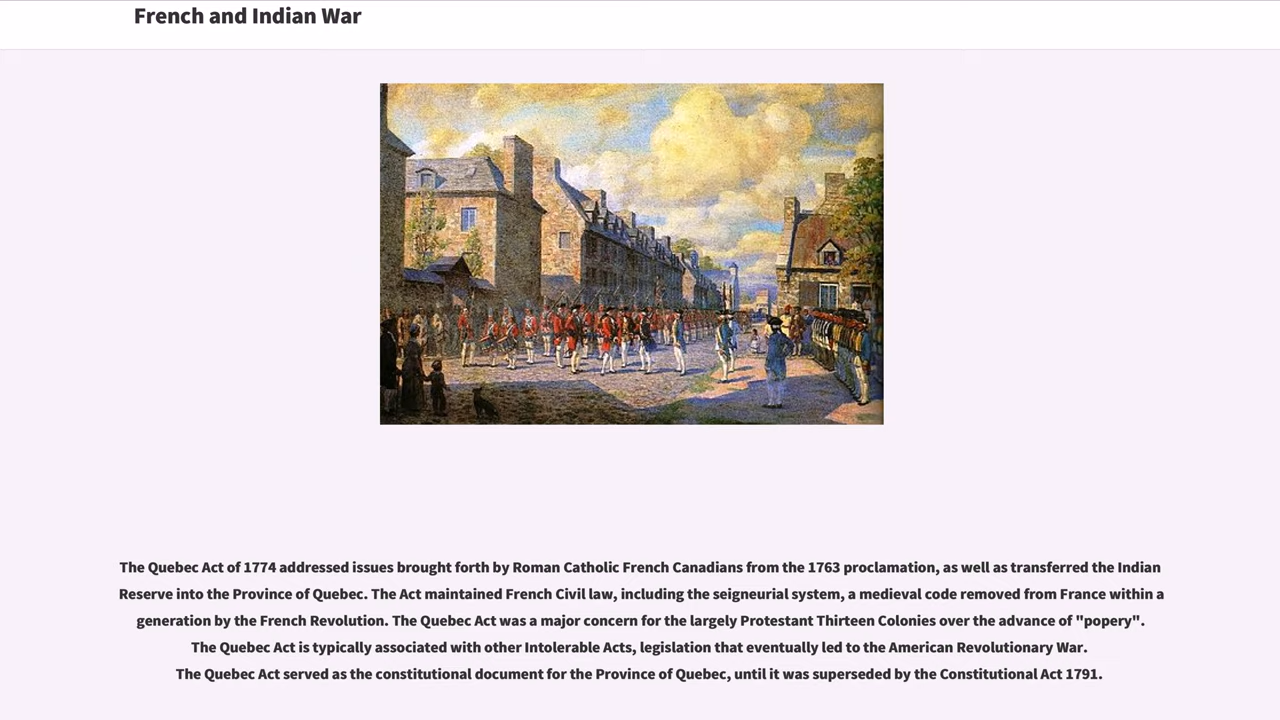 French and Indian War
The Quebec Act of 1774 addressed issues brought forth by Roman Catholic French Canadians from the 1763 proclamation, as well as transferred the Indian
Reserve into the Province of Quebec. The Act maintained French Civil law, including the seigneurial system, a medieval code removed from France within a
generation by the French Revolution. The Quebec Act was a major concern for the largely Protestant Thirteen Colonies over the advance of "popery".
The Quebec Act is typically associated with other Intolerable Acts, legislation that eventually led to the American Revolutionary War.
The Quebec Act served as the constitutional document for the Province of Quebec, until it was superseded by the Constitutional Act 1791.